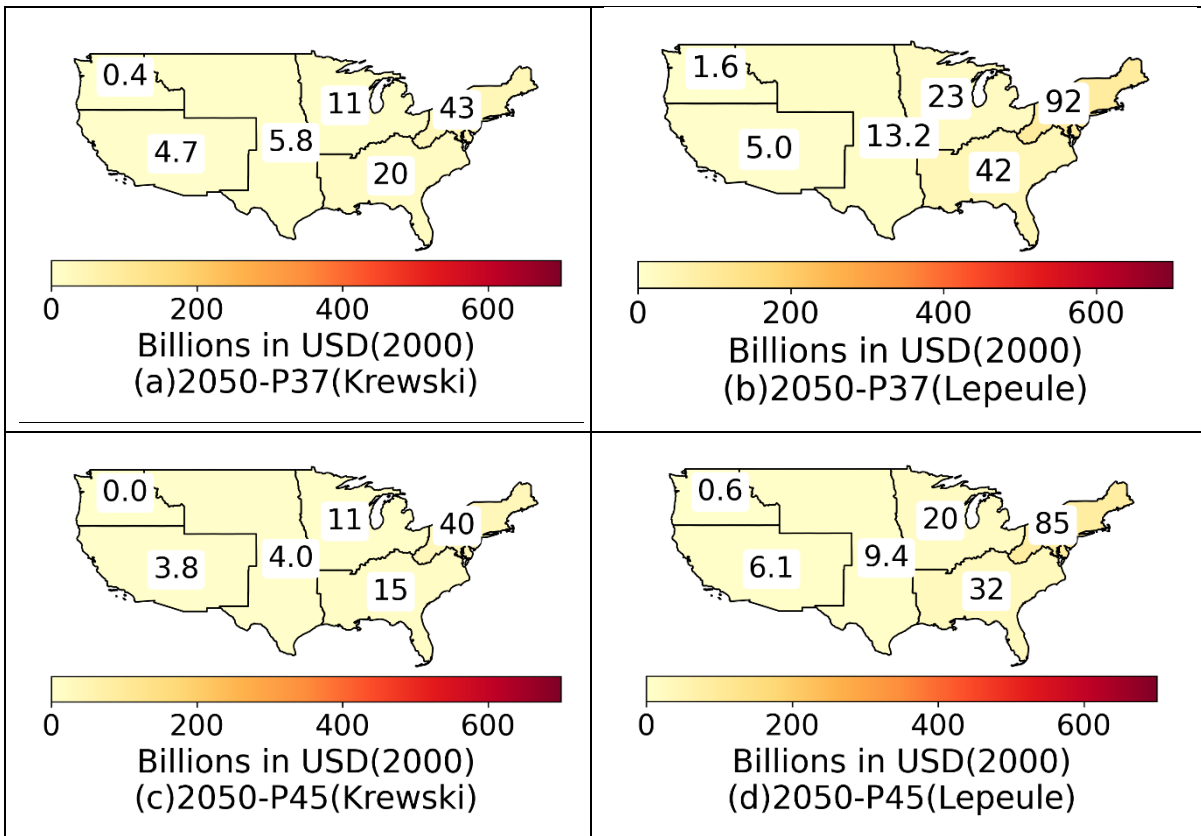 0.4
11
43
5.8
4.7
20
0 200 400 600
Billions in USD(2000)
(a)2050-P37(Krewski)
1.6
23
92
13.2
5.0
42
0 200 400 600
Billions in USD(2000)
(b)2050-P37(Lepeule)
0.0
11
40
4.0
3.8
15
0 200 400 600
Billions in USD(2000)
(c)2050-P45(Krewski)
0.6
20
85
9.4
6.1
32
0 200 400 600
Billions in USD(2000)
(d)2050-P45(Lepeule)